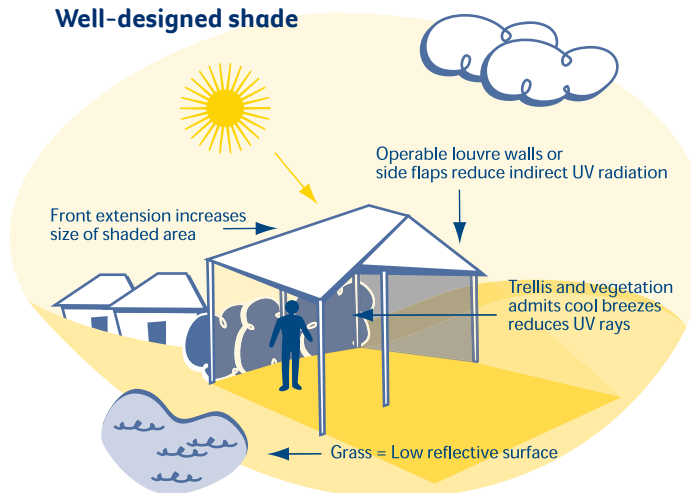 Well-designed shade
Operable louvre walls or
side flaps reduce indirect UV radiation
Front extension increases
size of shaded area
Trellis and vegetation
admits cool breezes
reduces UV rays
Grass = Low reflective surface